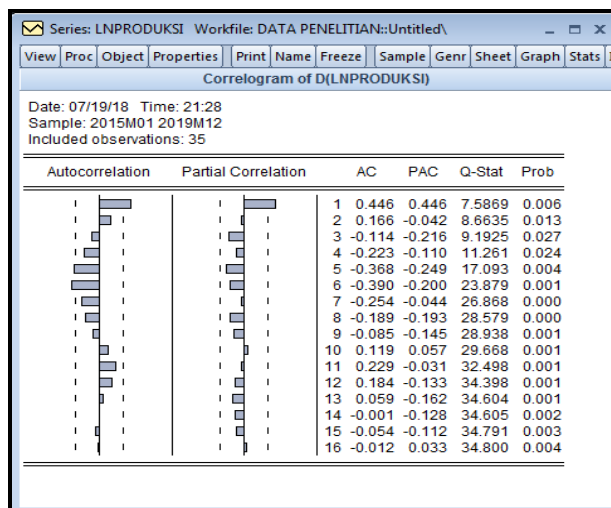 Series: LNPRODUKSI Workfile: DATA PENELITIAN::Untitled\
View Proc Object Properties Print Name Freeze Sample Genr Sheet Graph Stats
Correlogram of D(LNPRODUKSI)
Date: 07/19/18 Time: 21:28
Sample: 2015M01 2019M12
Included observations: 35
Autocorrelation Partial Correlation AC PAC Q-Stat Prob
1 0.446 0.446 7.5869 0.006
2 0.166 -0.042 8.6635 0.013
3 -0.114 -0.216 9.1925 0.027
4 -0.223 -0.110 11.261 0.024
5 -0.368 -0.249 17.093 0.004
6 -0.390 -0.200 23.879 0.001
7 -0.254 -0.044 26.868 0.000
8 -0.189 -0.193 28.579 0.000
9 -0.085 -0.145 28.938 0.001
10 0.119 0.057 29.668 0.001
11 0.229 -0.031 32.498 0.001
12 0.184 -0.133 34.398 0.001
13 0.059 -0.162 34.604 0.001
14 -0.001 -0.128 34.605 0.002
15 -0.054 -0.112 34.791 0.003
16 -0.012 0.033 34.800 0.004